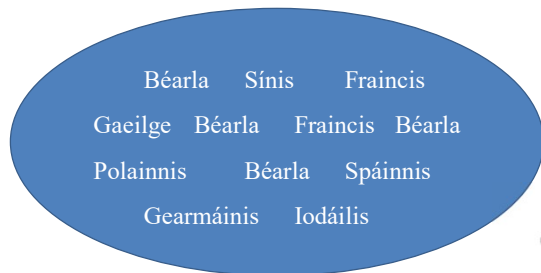 Béarla Sínis Fraincis
Gaeilge Béarla Fraincis Béarla
Polainnis Béarla Spáinnis
Gearmáinis Iodáilis